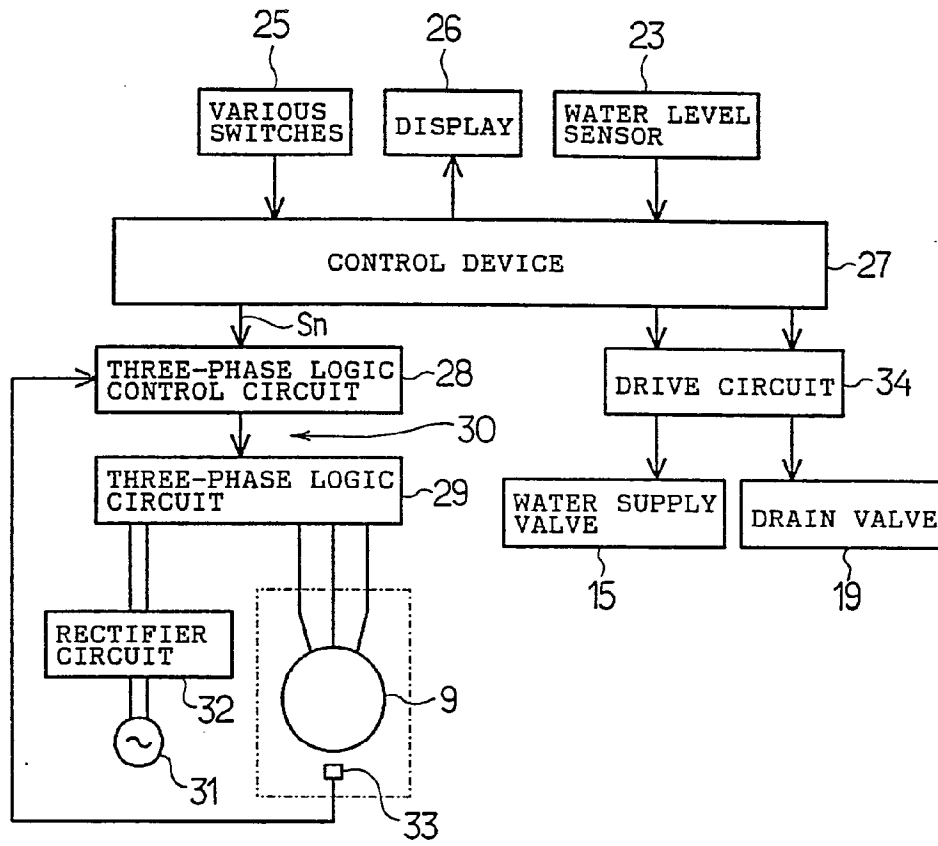 25
26
23
VARIOUS
SWITCHES
DISPLAY
WATER LEVEL
SENSOR
CONTROL DEVICE
27
Sn
THREE-PHASE LOGIC
CONTROL CIRCUIT
28
DRIVE CIRCUIT
34
30
THREE-PHASE LOGIC
CIRCUIT
29
WATER SUPPLY
VALVE
DRAIN VALVE
15
19
RECTIFIER
CIRCUIT
32
9
31
33